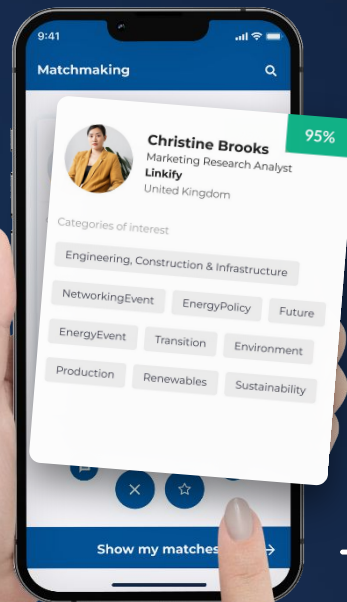 9:41
Matchmaking
95%
Christine Brooks
Marketing Research Analyst
Linkify
United Kingdom
Categories of interest
Engineering, Construction & Infrastructure
NetworkingEvent EnergyPolicy Future
EnergyEvent Transition Environment
Production Renewables Sustainability
Show my matches